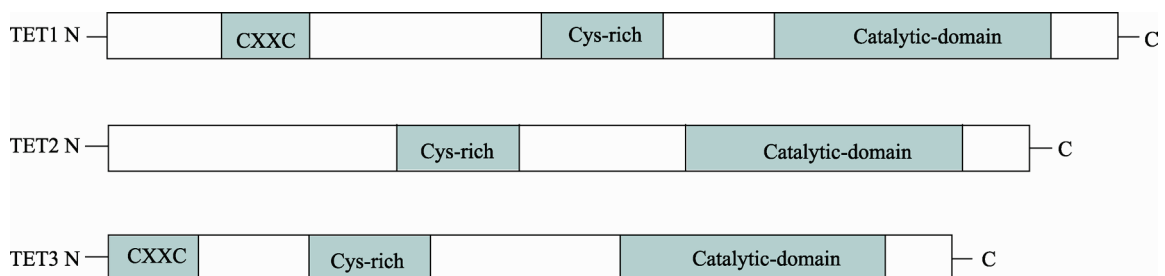 TET1 N CXXC Cys-rich Catalytic-domain C
TET2 N Cys-rich Catalytic-domain C
TET3 N CXXC Cys-rich Catalytic-domain C